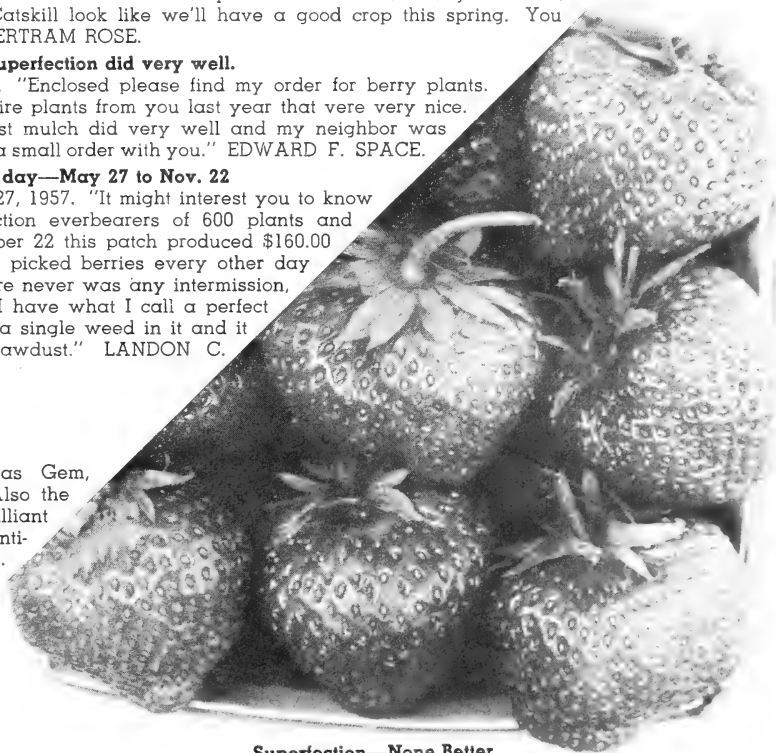 Catskill look like we'll have a good crop this spring. You
ERTRAM ROSE.
uperfection did very well.
"Enclosed please find my order for berry plants.
ire plants from you last year that vere very nice.
st mulch did very well and my neighbor was
a small order with you." EDWARD F. SPACE.
day—May 27 to Nov. 22
27, 1957. "It might interest you to know
ction everbearers of 600 plants and
ber 22 this patch produced $160.00
picked berries every other day
re never was any intermission,
I have what I call a perfect
a single weed in it and it
awdust." LANDON C.
as Gem,
Also the
lliant
nti-
Superfection—None Better